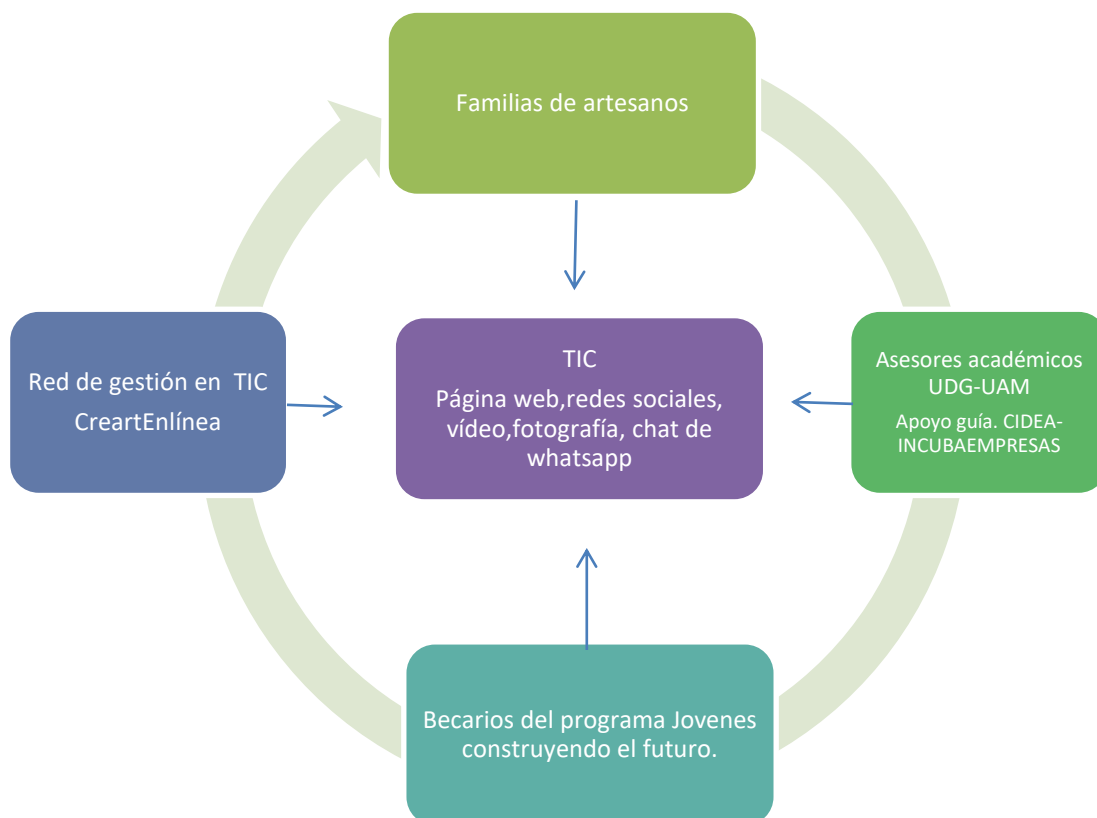 Familias de artesanos
Red de gestión en TIC
CreartEnlínea
TIC
Página web,redes sociales,
vídeo,fotografía, chat de
whatsapp
Asesores académicos
UDG-UAM
Apoyo guía. CIDEA-
INCUBAEMPRESAS
Becarios del programa Jovenes
construyendo el futuro.